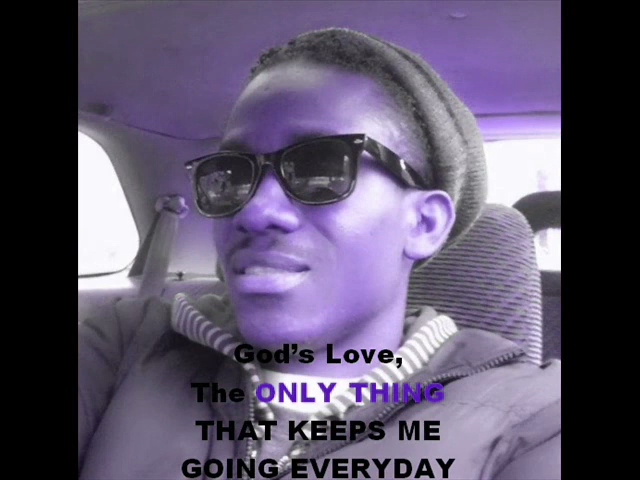 God's Love,
The ONLY THING
THAT KEEPS ME
GOING EVERYDAY